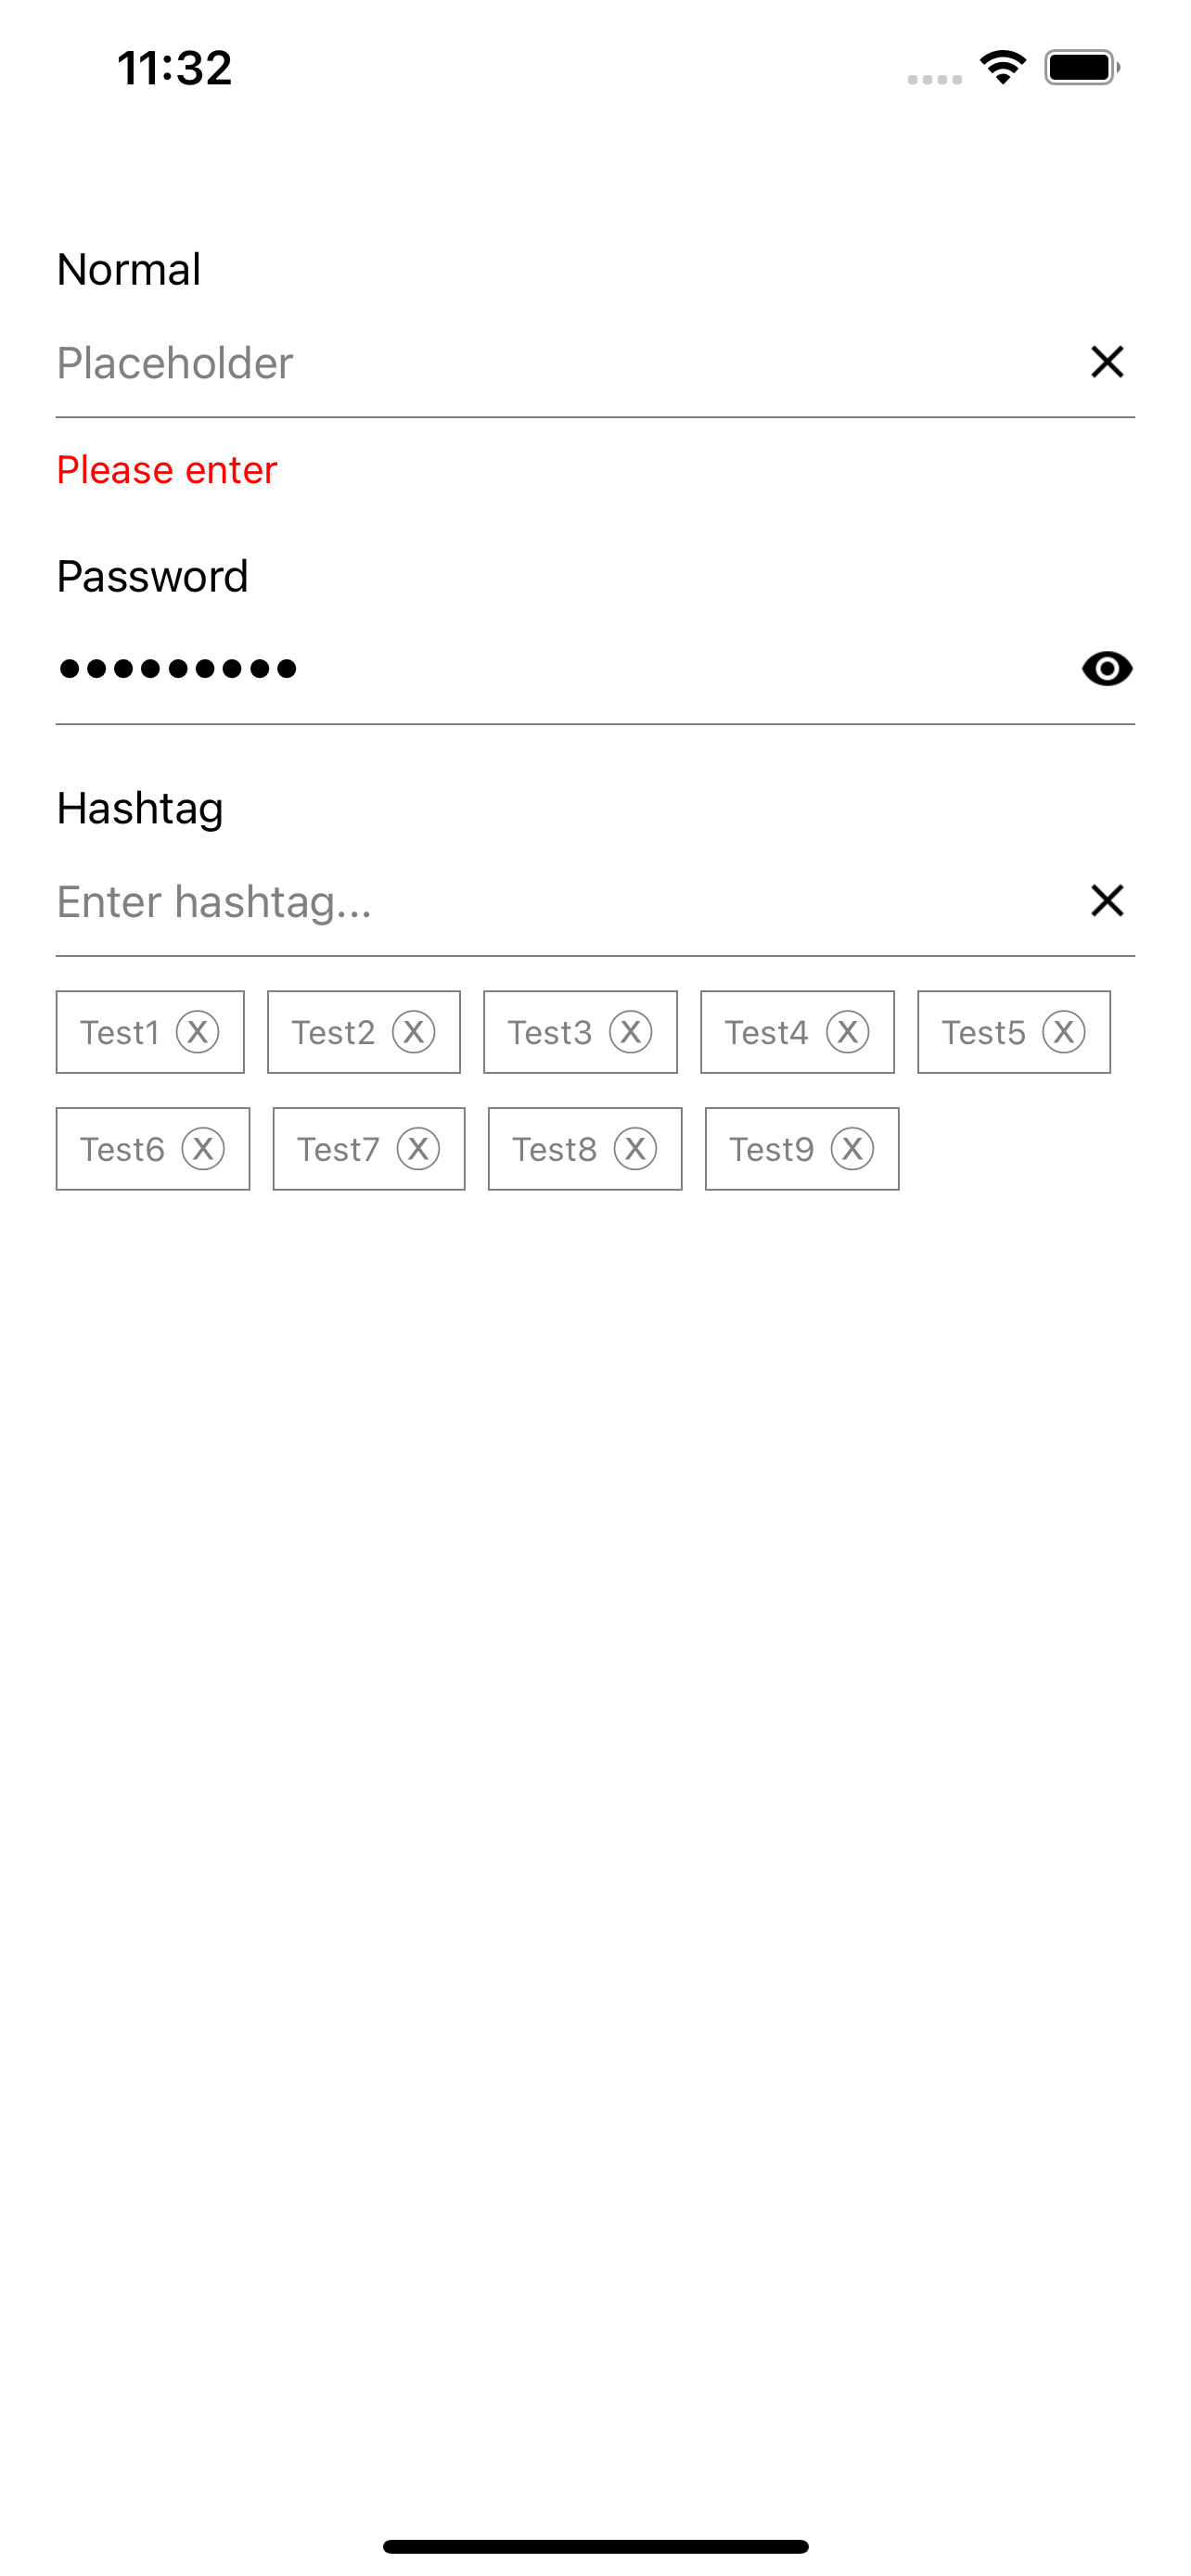 11:32
Normal
Placeholder
Please enter
Password
•••••••••
Hashtag
Enter hashtag...
Test1 X Test2 X Test3 X Test4 X Test5 X
Test6 X Test7 X Test8 X Test9 X